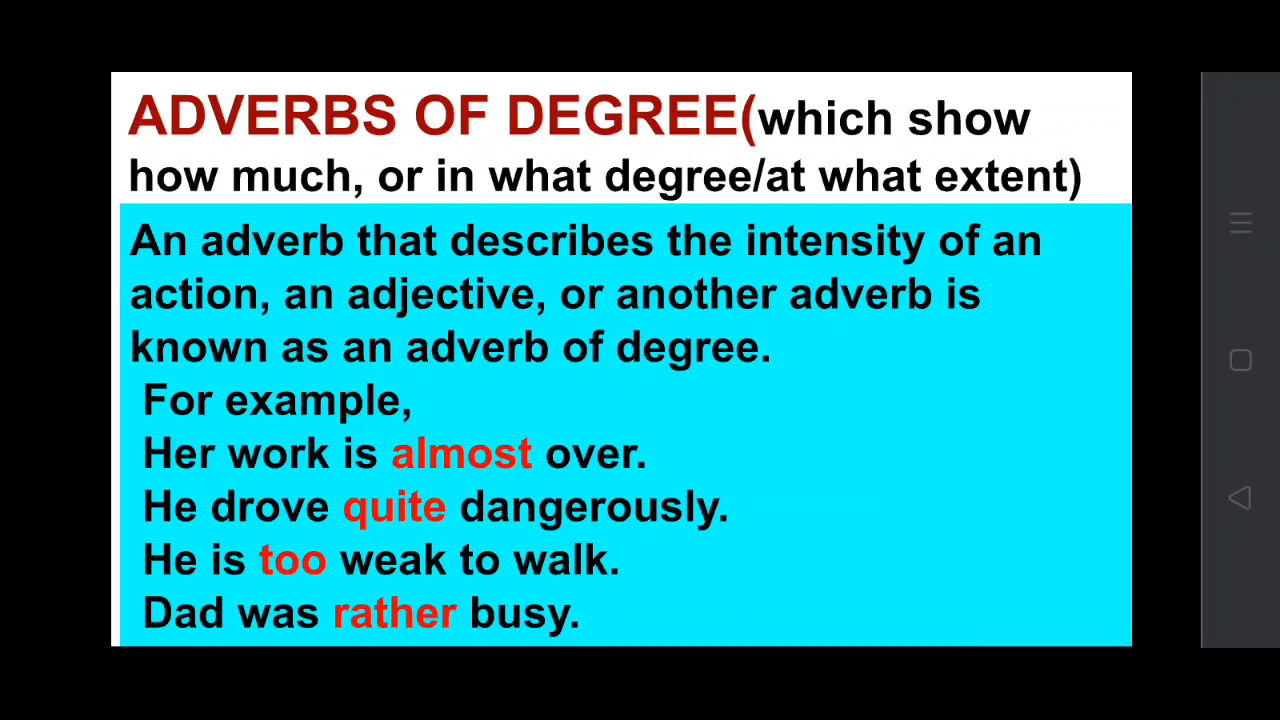 ADVERBS OF DEGREE(which show
how much, or in what degree/at what extent)
An adverb that describes the intensity of an
action, an adjective, or another adverb is
known as an adverb of degree.
For example,
Her work is almost over.
He drove quite dangerously.
He is too weak to walk.
Dad was rather busy.